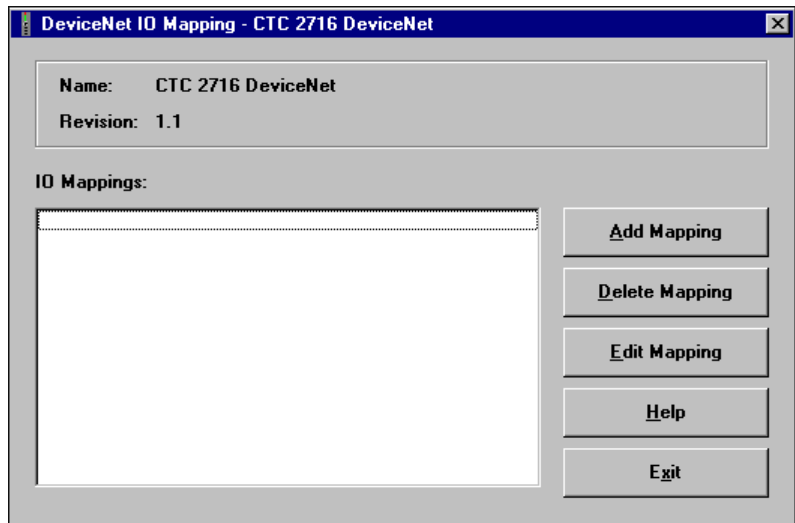 DeviceNet IO Mapping - CTC 2716 DeviceNet
Name: CTC 2716 DeviceNet
Revision: 1.1
IO Mappings:
Add Mapping
Delete Mapping
Edit Mapping
Help
Exit